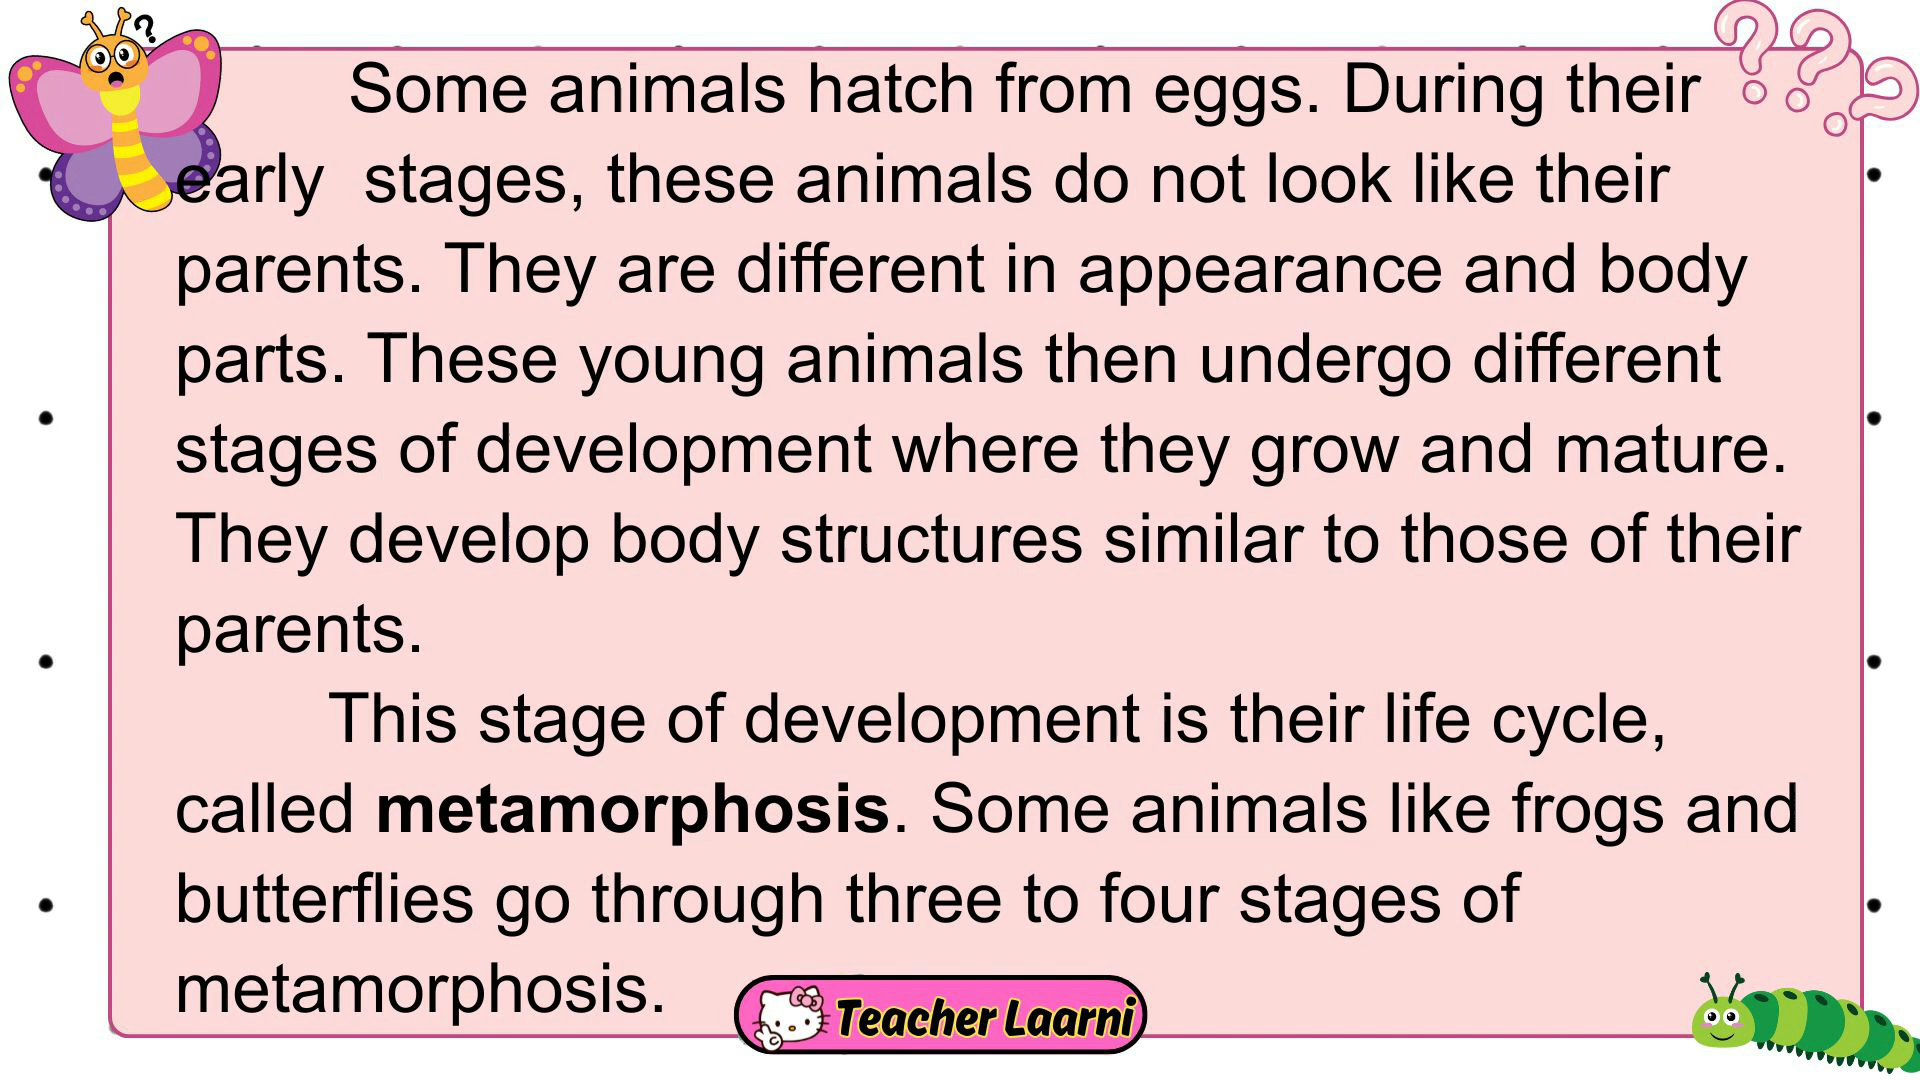 ?
Some animals hatch from eggs. During their
early stages, these animals do not look like their
parents. They are different in appearance and body
parts. These young animals then undergo different
stages of development where they grow and mature.
They develop body structures similar to those of their
parents.
This stage of development is their life cycle,
called metamorphosis. Some animals like frogs and
butterflies go through three to four stages of
metamorphosis.
Teacher Laarni